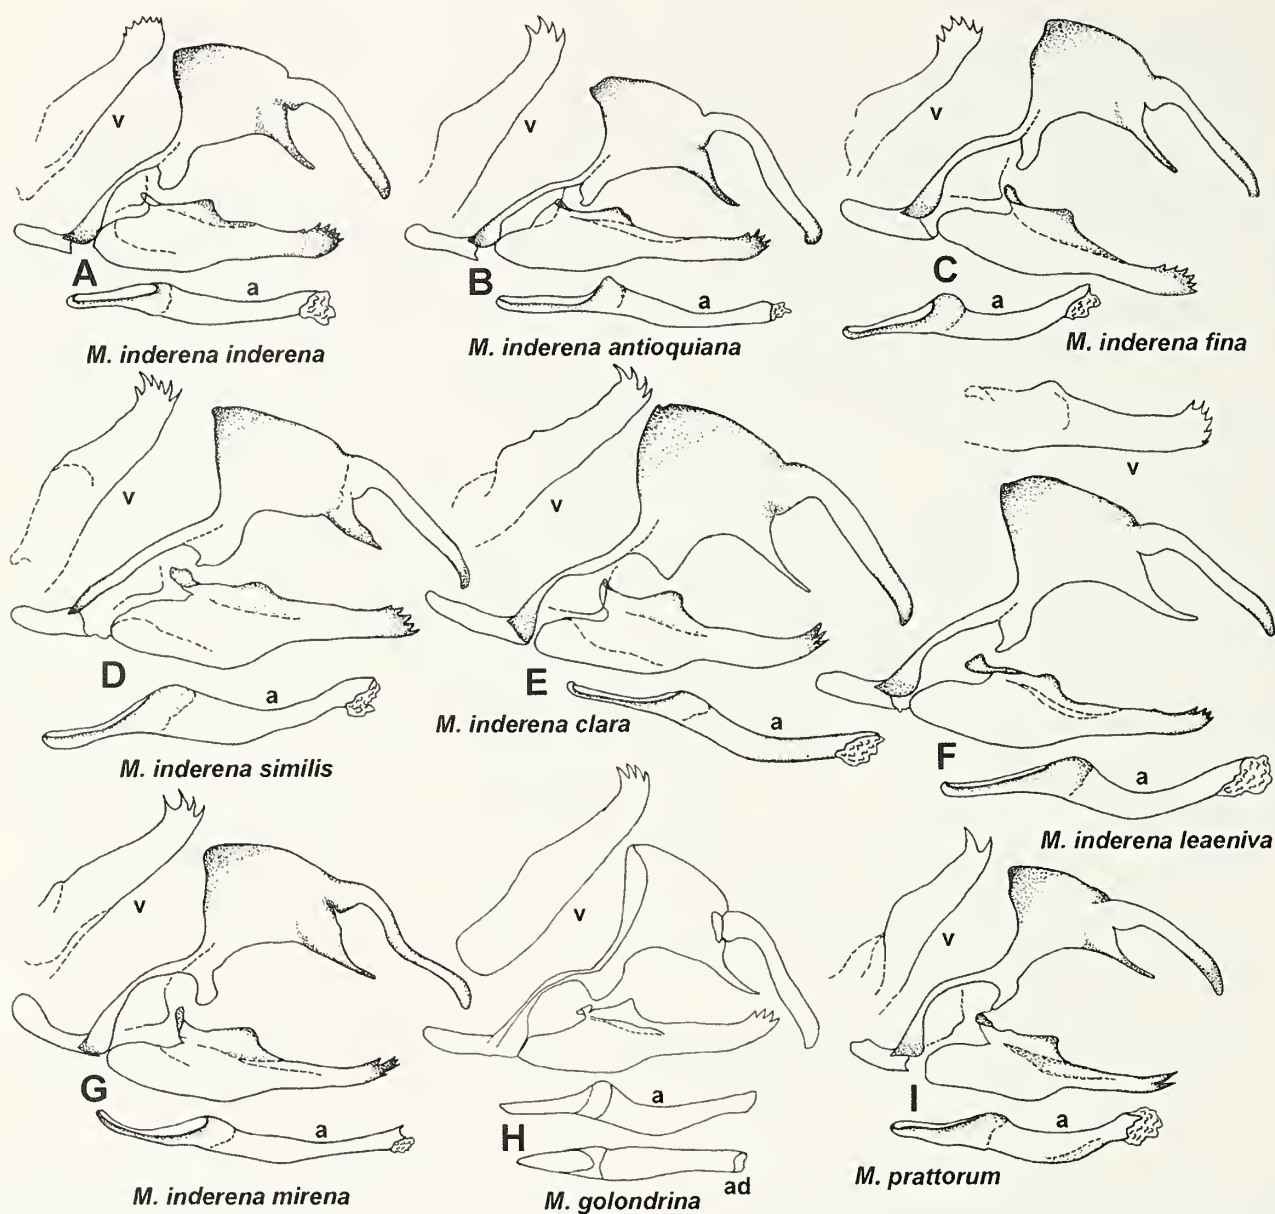 v
v
v
A
a
M. inderena inderena
B
a
M. inderena antioquiana
C
a
M. inderena fina
v
D
a
M. inderena similis
v
E
a
M. inderena clara
v
F
a
M. inderena leaeniva
v
G
a
M. inderena mirena
v
H
a
ad
M. golondrina
v
I
a
M. prattorum